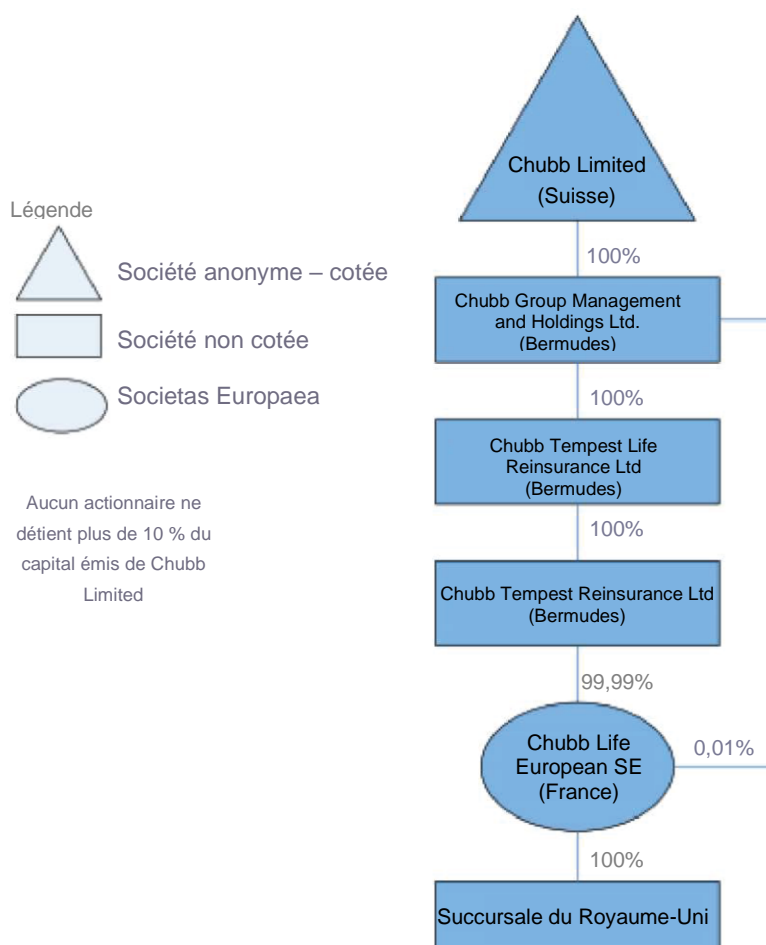 Légende
Société anonyme – cotée
Société non cotée
Societas Europaea
Aucun actionnaire ne
détient plus de 10 % du
capital émis de Chubb
Limited
Chubb Limited
(Suisse)
100%
Chubb Group Management
and Holdings Ltd.
(Bermudes)
100%
Chubb Tempest Life
Reinsurance Ltd
(Bermudes)
100%
Chubb Tempest Reinsurance Ltd
(Bermudes)
99,99%
Chubb Life
European SE
(France)
0,01%
100%
Succursale du Royaume-Uni